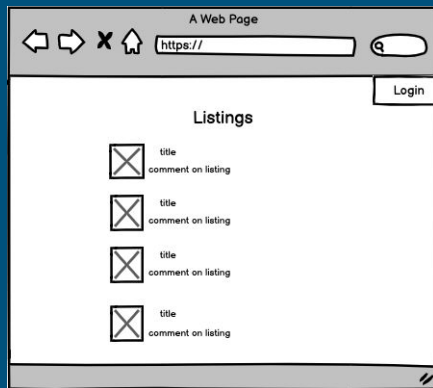 A Web Page
https://
Login
Listings
title
comment on listing
title
comment on listing
title
comment on listing
title
comment on listing